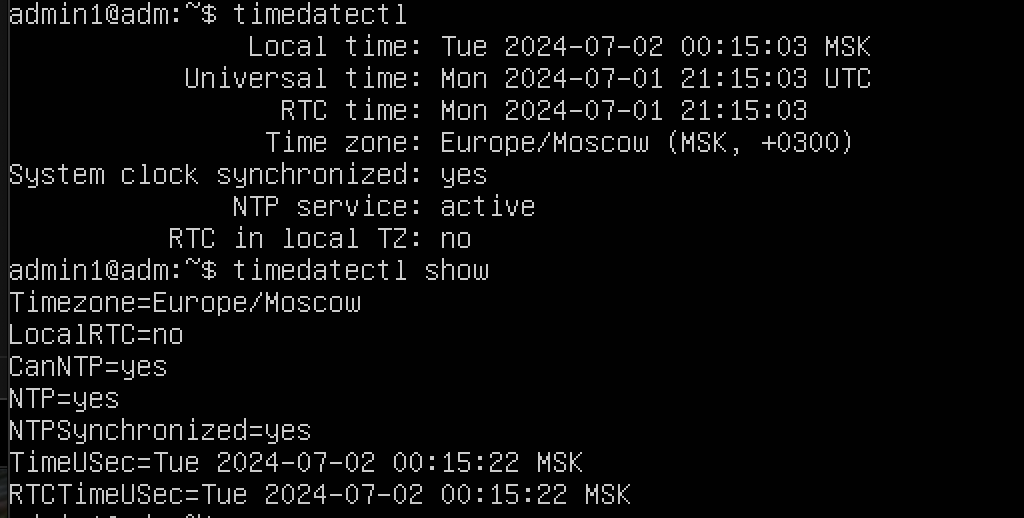 admin1@adm:~$ timedatectl
Local time: Tue 2024-07-02 00:15:03 MSK
Universal time: Mon 2024-07-01 21:15:03 UTC
RTC time: Mon 2024-07-01 21:15:03
Time zone: Europe/Moscow (MSK, +0300)
System clock synchronized: yes
NTP service: active
RTC in local TZ: no
admin1@adm:~$ timedatectl show
Timezone=Europe/Moscow
LocalRTC=no
CanNTP=yes
NTP=yes
NTPSynchronized=yes
TimeUSec=Tue 2024-07-02 00:15:22 MSK
RTCTimeUSec=Tue 2024-07-02 00:15:22 MSK